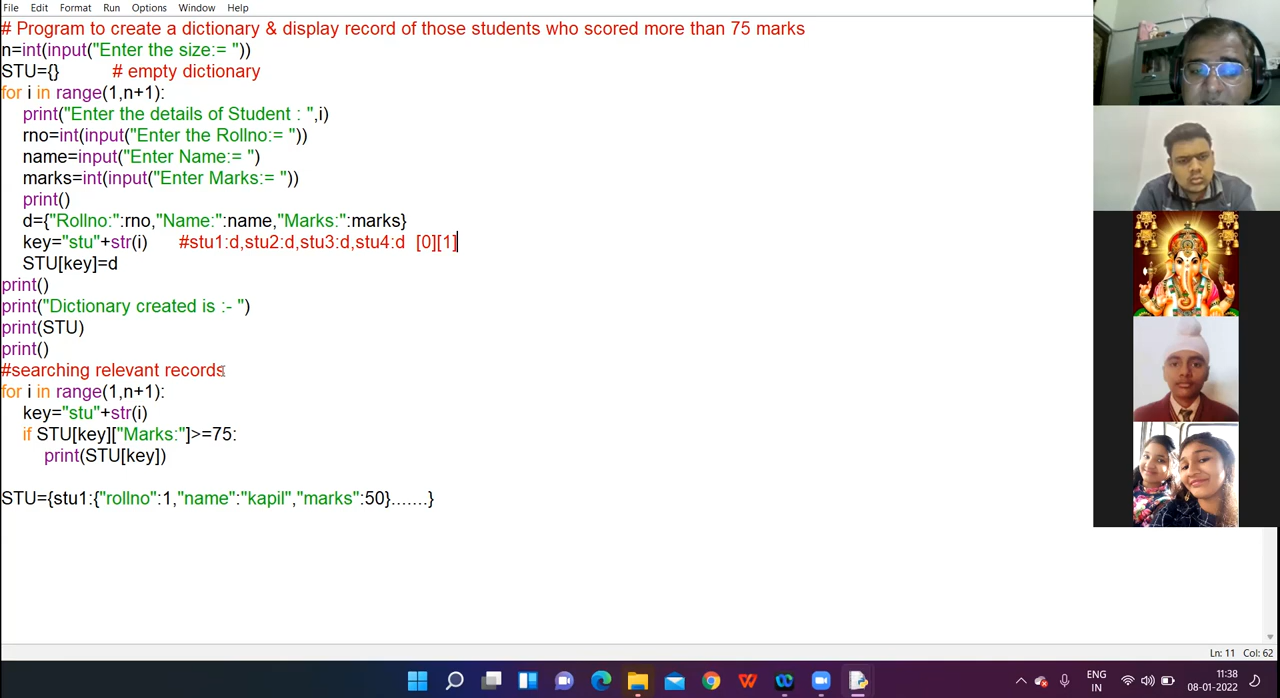 File Edit Format Run Options Window Help
# Program to create a dictionary & display record of those students who scored more than 75 marks
n=int(input("Enter the size:= "))
STU={} # empty dictionary
for i in range(1,n+1):
print("Enter the details of Student : ",i)
rno=int(input("Enter the Rollno:= "))
name=input("Enter Name:= ")
marks=int(input("Enter Marks:= "))
print()
d={"Rollno:":rno,"Name:":name,"Marks:":marks}
key="stu"+str(i) #stu1:d,stu2:d,stu3:d,stu4:d [0][1]
STU[key]=d
print()
print("Dictionary created is :- ")
print(STU)
print()
#searching relevant records
for i in range(1,n+1):
key="stu"+str(i)
if STU[key]["Marks:"]>=75:
print(STU[key])
STU={stu1:{"rollno":1,"name":"kapil","marks":50}.......}
Ln: 11 Col: 62
ENG
IN
11:38
08-01-2022